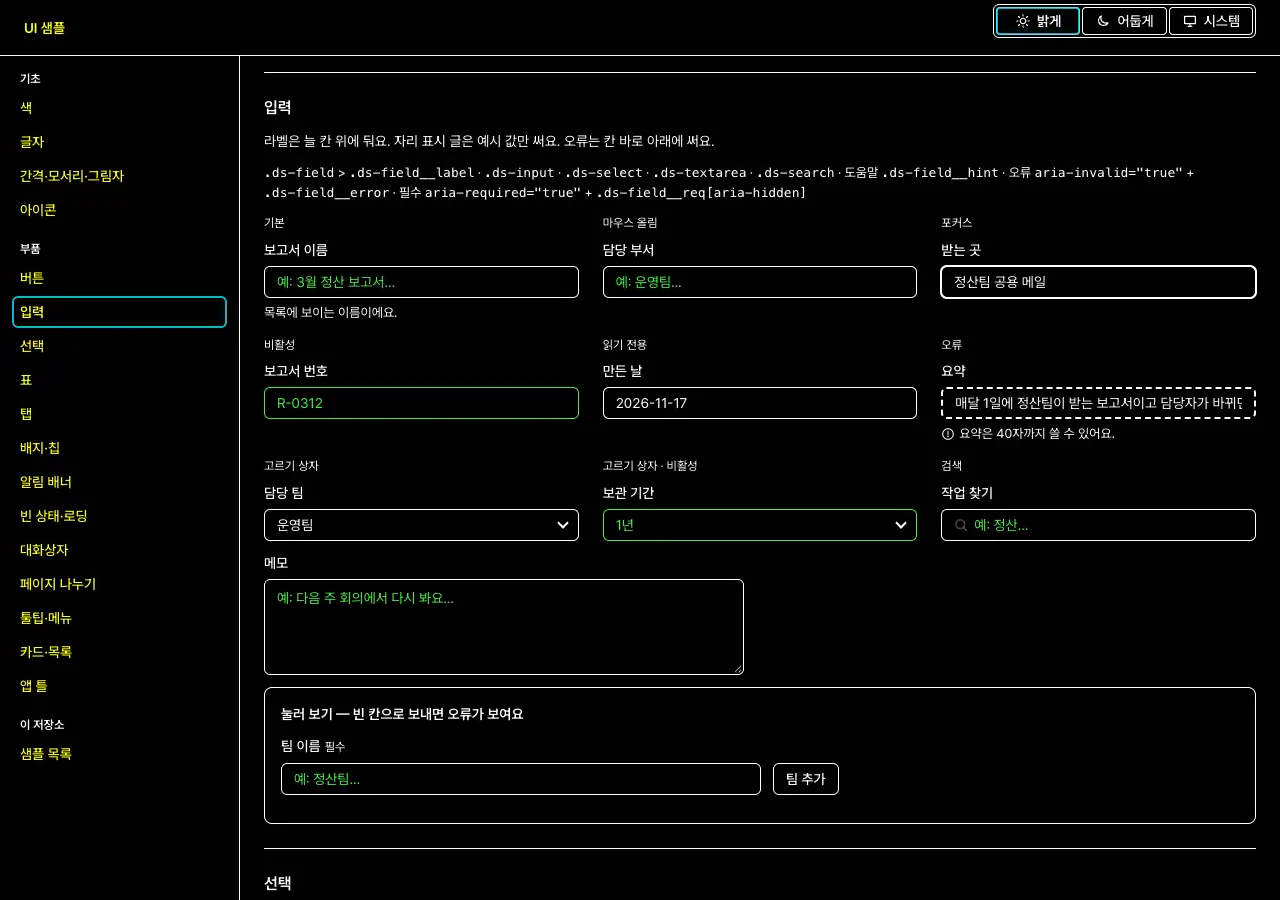 UI 샘플
밝게
어둡게
시스템
기초
색
글자
간격·모서리·그림자
아이콘
부품
버튼
입력
선택
표
탭
배지·칩
알림 배너
빈 상태·로딩
대화상자
페이지 나누기
툴팁·메뉴
카드·목록
앱 틀
이 저장소
샘플 목록
입력
라벨은 늘 칸 위에 둬요. 자리 표시 글은 예시 값만 써요. 오류는 칸 바로 아래에 써요.
.ds-field > .ds-field__label · .ds-input · .ds-select · .ds-textarea · .ds-search · 도움말 .ds-field__hint · 오류 aria-invalid="true" +
.ds-field__error · 필수 aria-required="true" + .ds-field__req[aria-hidden]
기본
보고서 이름
예: 3월 정산 보고서…
목록에 보이는 이름이에요.
마우스 올림
담당 부서
예: 운영팀…
포커스
받는 곳
정산팀 공용 메일
비활성
보고서 번호
R-0312
읽기 전용
만든 날
2026-11-17
오류
요약
매달 1일에 정산팀이 받는 보고서이고 담당자가
요약은 40자까지 쓸 수 있어요.
고르기 상자
담당 팀
운영팀
고르기 상자 · 비활성
보관 기간
1년
검색
작업 찾기
예: 정산…
메모
예: 다음 주 회의에서 다시 봐요…
눌러 보기 — 빈 칸으로 보내면 오류가 보여요
팀 이름 필수
예: 정산팀…
팀 추가
선택